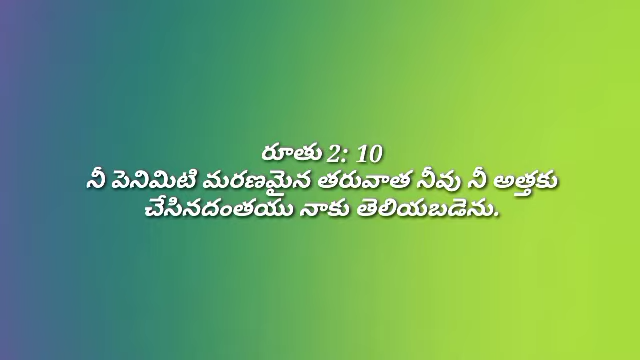 రూతు 2: 10
నీ పెనిమిటి మరణమైన తరువాత నీవు నీ అత్తకు
చేసినదంతయు నాకు తెలియబడెను.